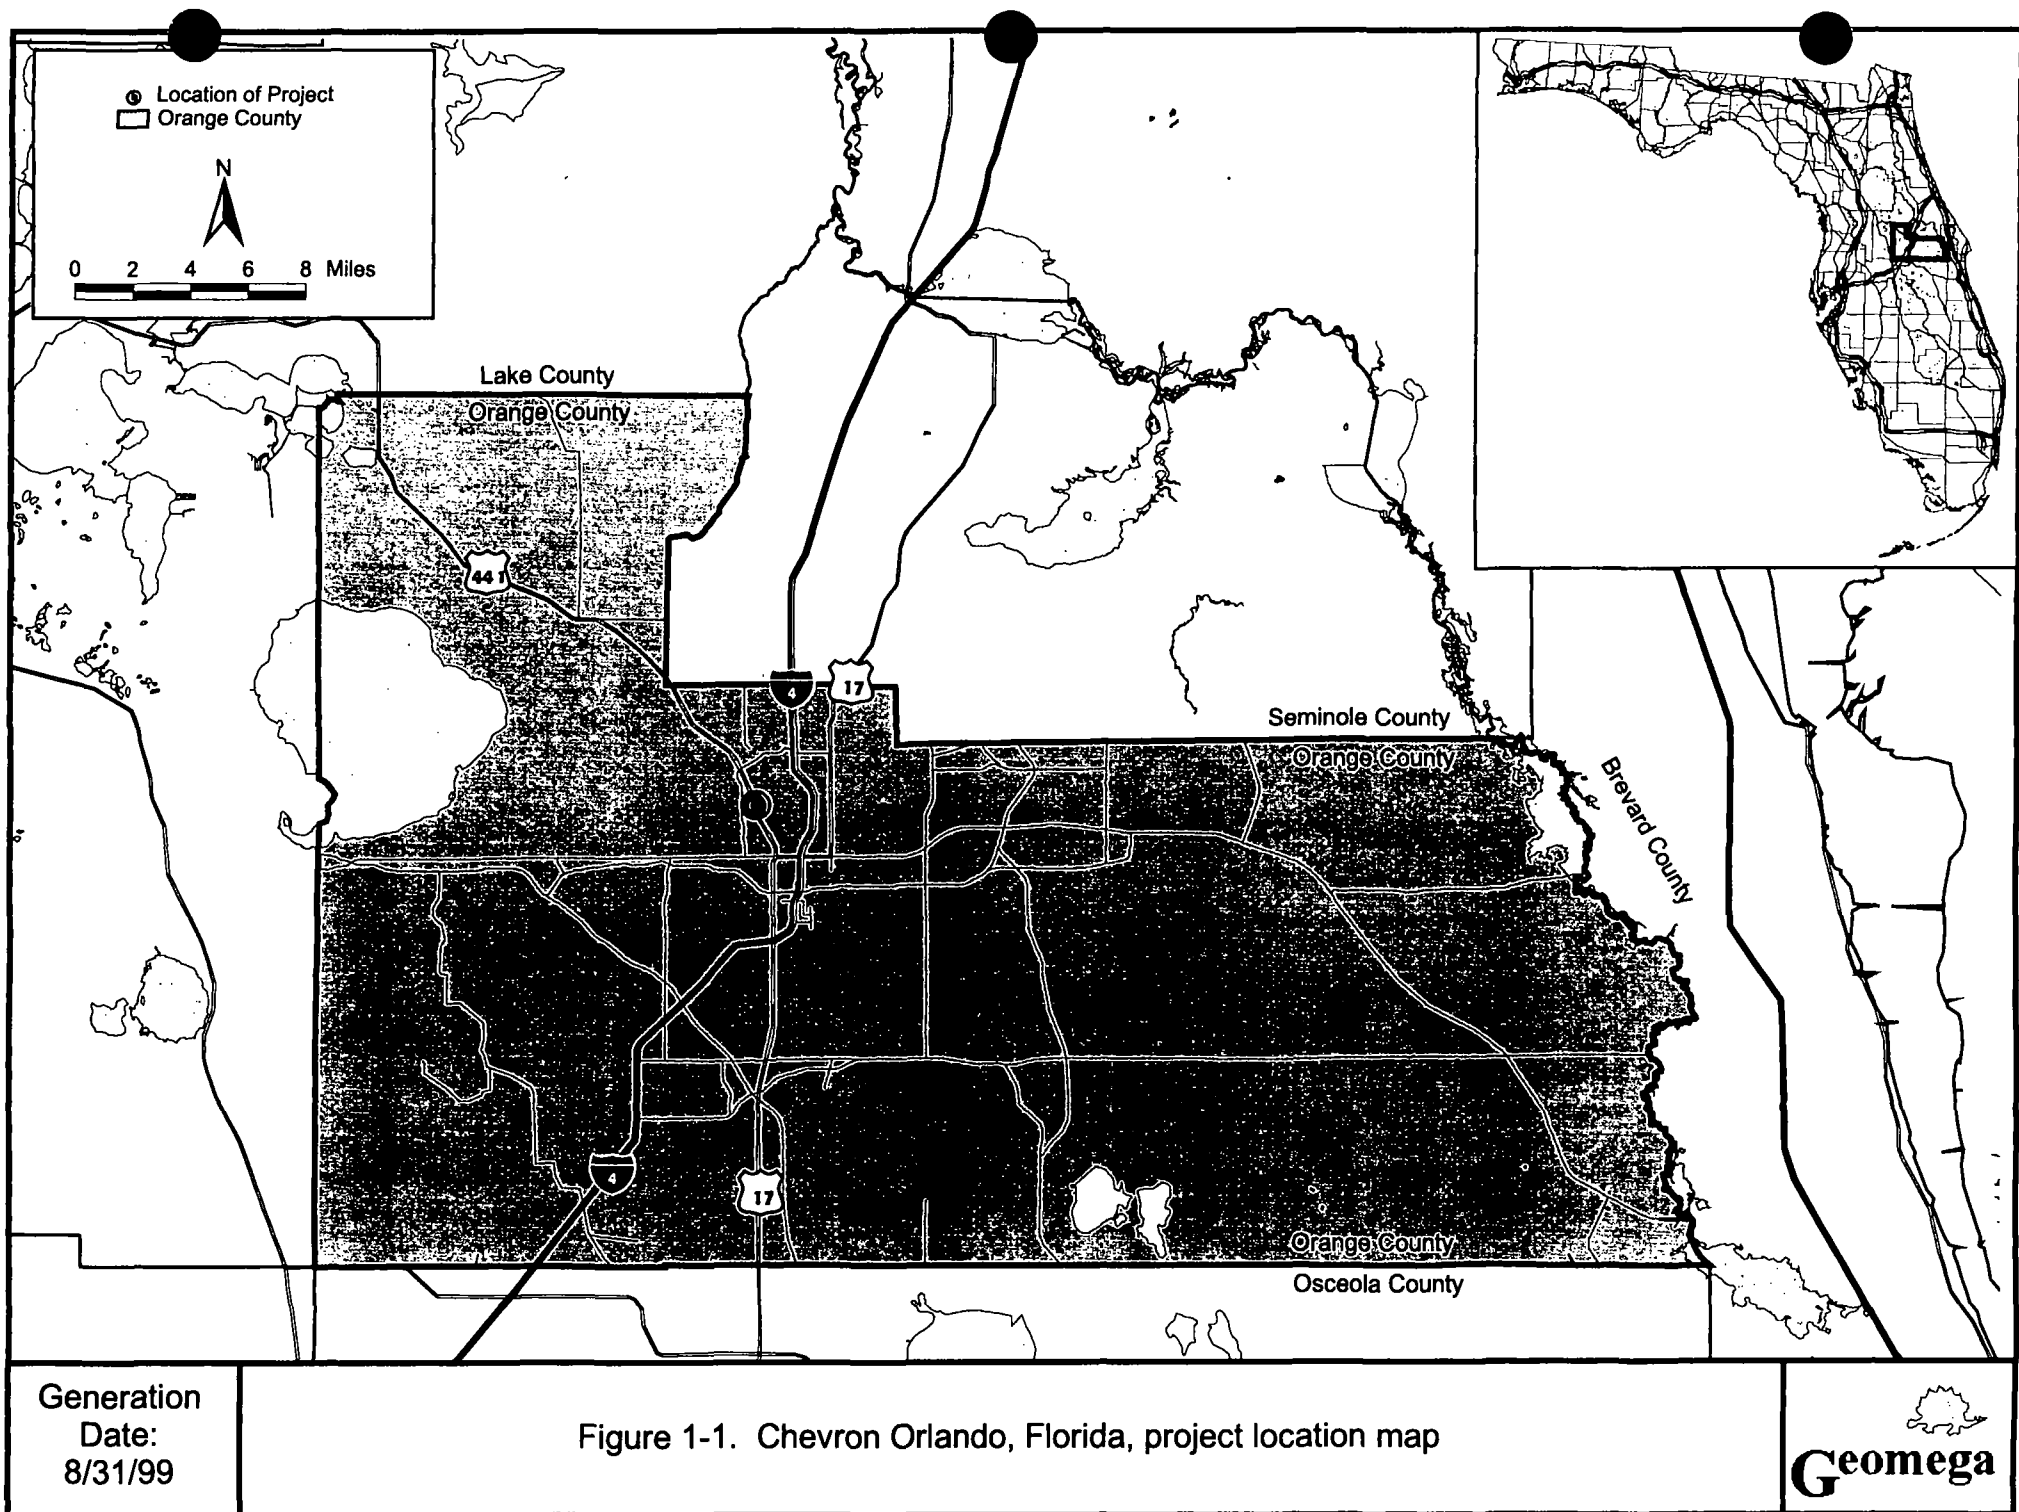 Location of Project
Orange County
N
0 2 4 6 8 Miles
Lake County
Orange County
441
4
17
Seminole County
Orange County
Brevard County
4
17
Orange County
Osceola County
Generation
Date:
8/31/99
Figure 1-1. Chevron Orlando, Florida, project location map
Geomega